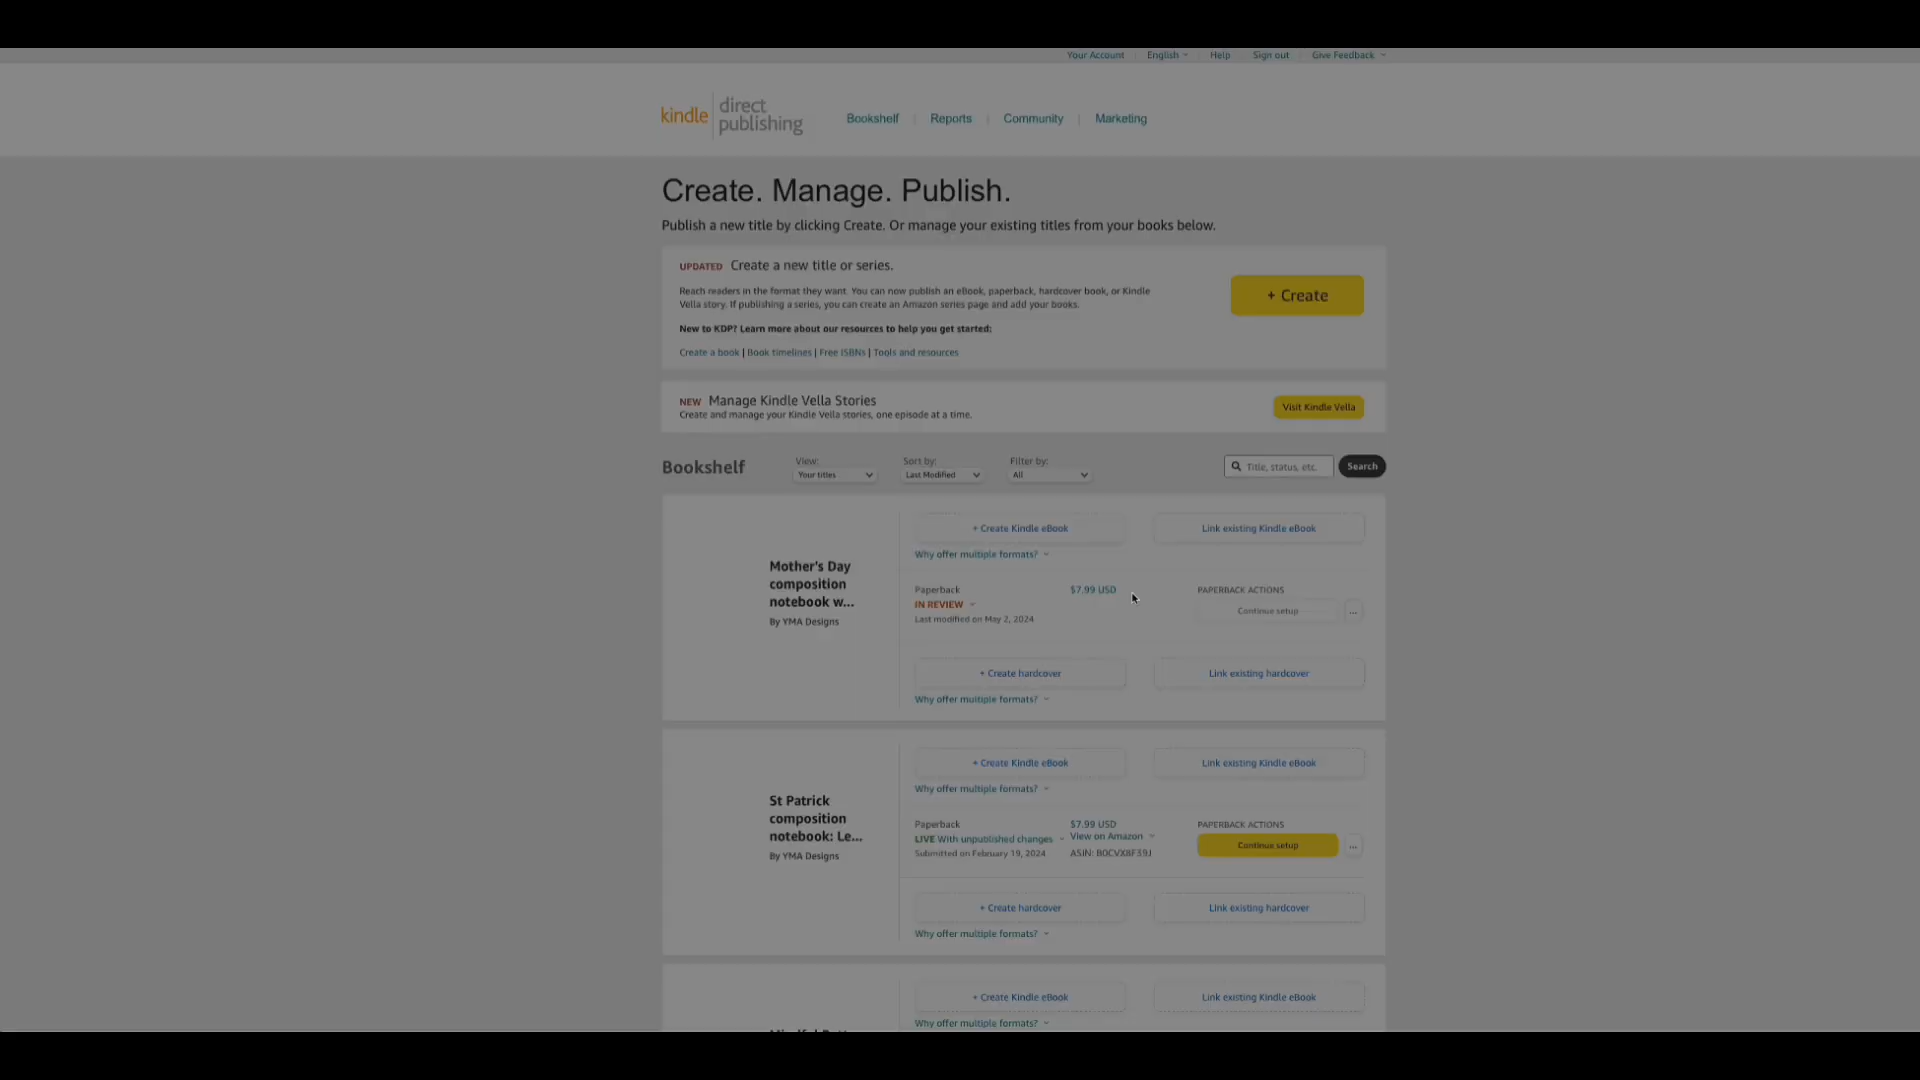 Your Account English Help Sign out Give Feedback
kindle direct publishing
Bookshelf Reports Community Marketing
Create. Manage. Publish.
Publish a new title by clicking Create. Or manage your existing titles from your books below.
UPDATED Create a new title or series.
Reach readers in the format they want. You can now publish an eBook, paperback, hardcover book, or Kindle
Vella story. If publishing a series, you can create an Amazon series page and add your books.
+ Create
New to KDP? Learn more about our resources to help you get started:
Create a book | Book timelines | Free ISBNs | Tools and resources
NEW Manage Kindle Vella Stories
Create and manage your Kindle Vella stories, one episode at a time.
Visit Kindle Vella
Bookshelf
View:
Your titles
Sort by:
Last Modified
Filter by:
All
Title, status, etc.
Search
Mother's Day
composition
notebook w...
By YMA Designs
+ Create Kindle eBook
Link existing Kindle eBook
Why offer multiple formats?
Paperback
IN REVIEW
Last modified on May 2, 2024
$7.99 USD
PAPERBACK ACTIONS
Continue setup
...
+ Create hardcover
Link existing hardcover
Why offer multiple formats?
St Patrick
composition
notebook: Le...
By YMA Designs
+ Create Kindle eBook
Link existing Kindle eBook
Why offer multiple formats?
Paperback
LIVE With unpublished changes
Submitted on February 19, 2024
$7.99 USD
View on Amazon
PAPERBACK ACTIONS
Continue setup
...
+ Create hardcover
Link existing hardcover
Why offer multiple formats?
+ Create Kindle eBook
Link existing Kindle eBook
Why offer multiple formats?